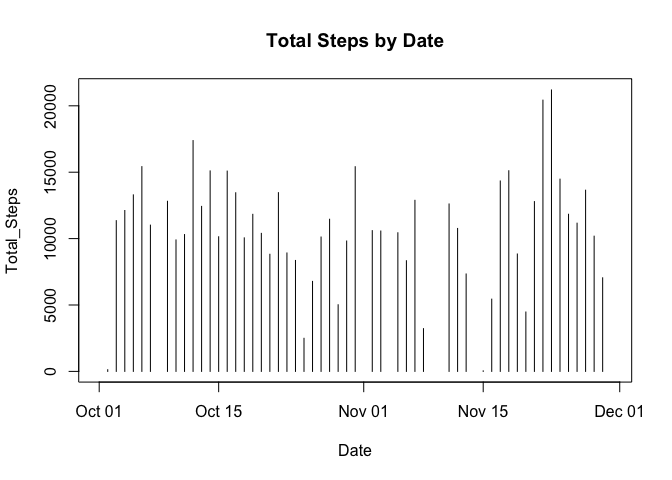 Total Steps by Date
Total_Steps
20000
15000
10000
5000
0
Oct 01 Oct 15 Nov 01 Nov 15 Dec 01
Date